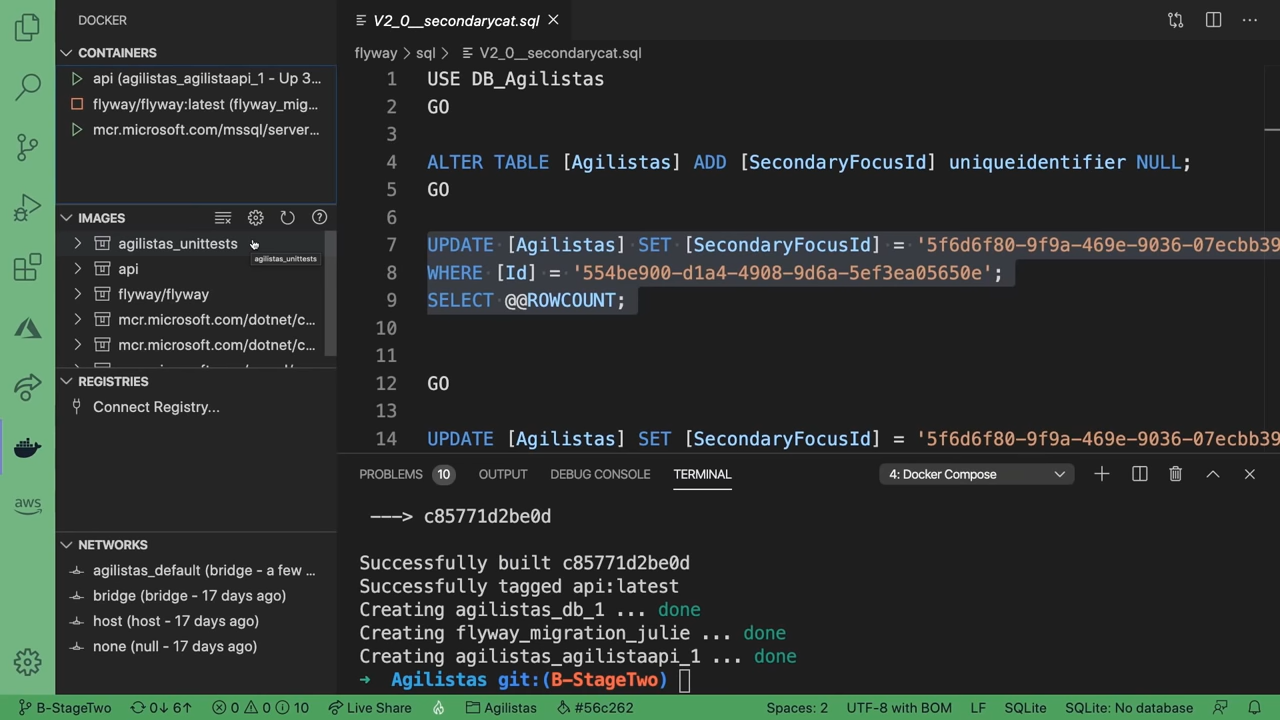 DOCKER
CONTAINERS
api (agilistas_agilistaapi_1 - Up 3...
flyway/flyway:latest (flyway_mig...
mcr.microsoft.com/mssql/server...
IMAGES
agilistas_unittests
agilistas_unittests
api
flyway/flyway
mcr.microsoft.com/dotnet/c...
mcr.microsoft.com/dotnet/c...
REGISTRIES
Connect Registry...
NETWORKS
agilistas_default (bridge - a few ...
bridge (bridge - 17 days ago)
host (host - 17 days ago)
none (null - 17 days ago)
aws
V2_0__secondarycat.sql
flyway > sql > V2_0__secondarycat.sql
1 USE DB_Agilistas
2 GO
3
4 ALTER TABLE [Agilistas] ADD [SecondaryFocusId] uniqueidentifier NULL;
5 GO
6
7 UPDATE [Agilistas] SET [SecondaryFocusId] = '5f6d6f80-9f9a-469e-9036-07ecbb39
8 WHERE [Id] = '554be900-d1a4-4908-9d6a-5ef3ea05650e';
9 SELECT @@ROWCOUNT;
10
11
12 GO
13
14 UPDATE [Agilistas] SET [SecondaryFocusId] = '5f6d6f80-9f9a-469e-9036-07ecbb39
PROBLEMS 10 OUTPUT DEBUG CONSOLE TERMINAL 4: Docker Compose
---> c85771d2be0d
Successfully built c85771d2be0d
Successfully tagged api:latest
Creating agilistas_db_1 ... done
Creating flyway_migration_julie ... done
Creating agilistas_agilistaapi_1 ... done
→ Agilistas git:(B-StageTwo)
B-StageTwo 0↓ 6↑ 0 0 10 Live Share Agilistas #56c262 Spaces: 2 UTF-8 with BOM LF SQLite SQLite: No database